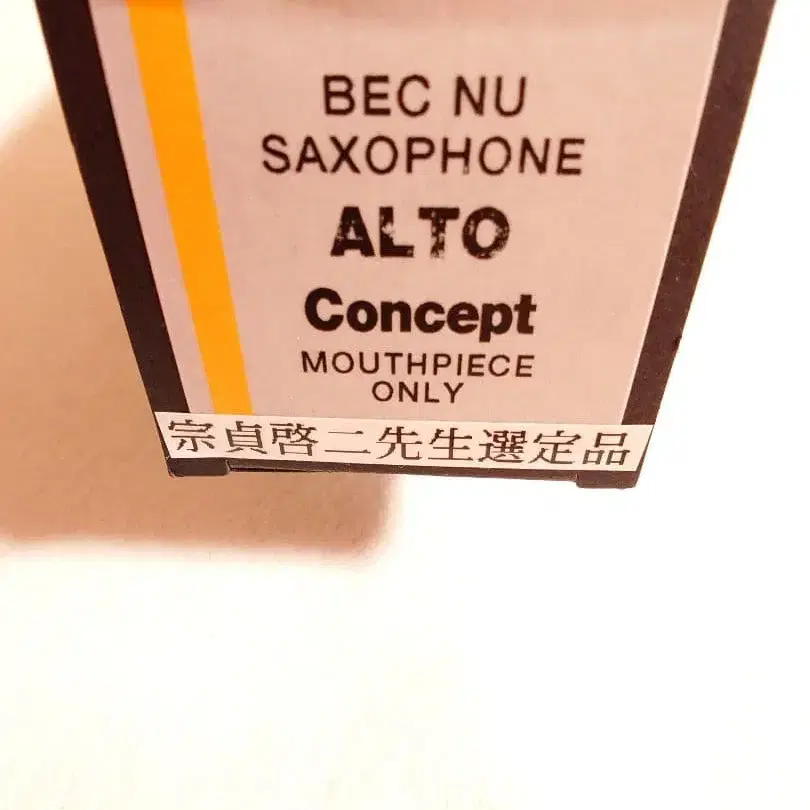 BEC NU
SAXOPHONE
ALTO
Concept
MOUTHPIECE
ONLY
宗貞啓二先生選定品